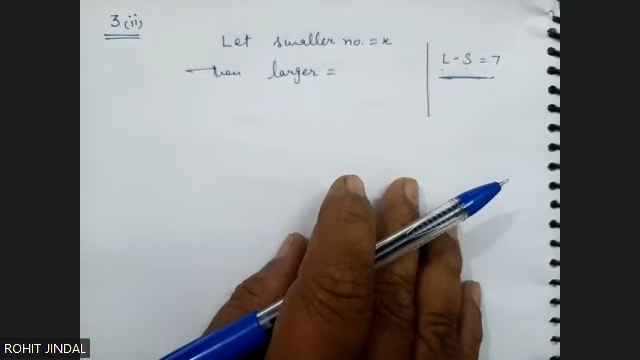 3(ii)
Let smaller no. = x
Then larger =
L - S = 7
ROHIT JINDAL